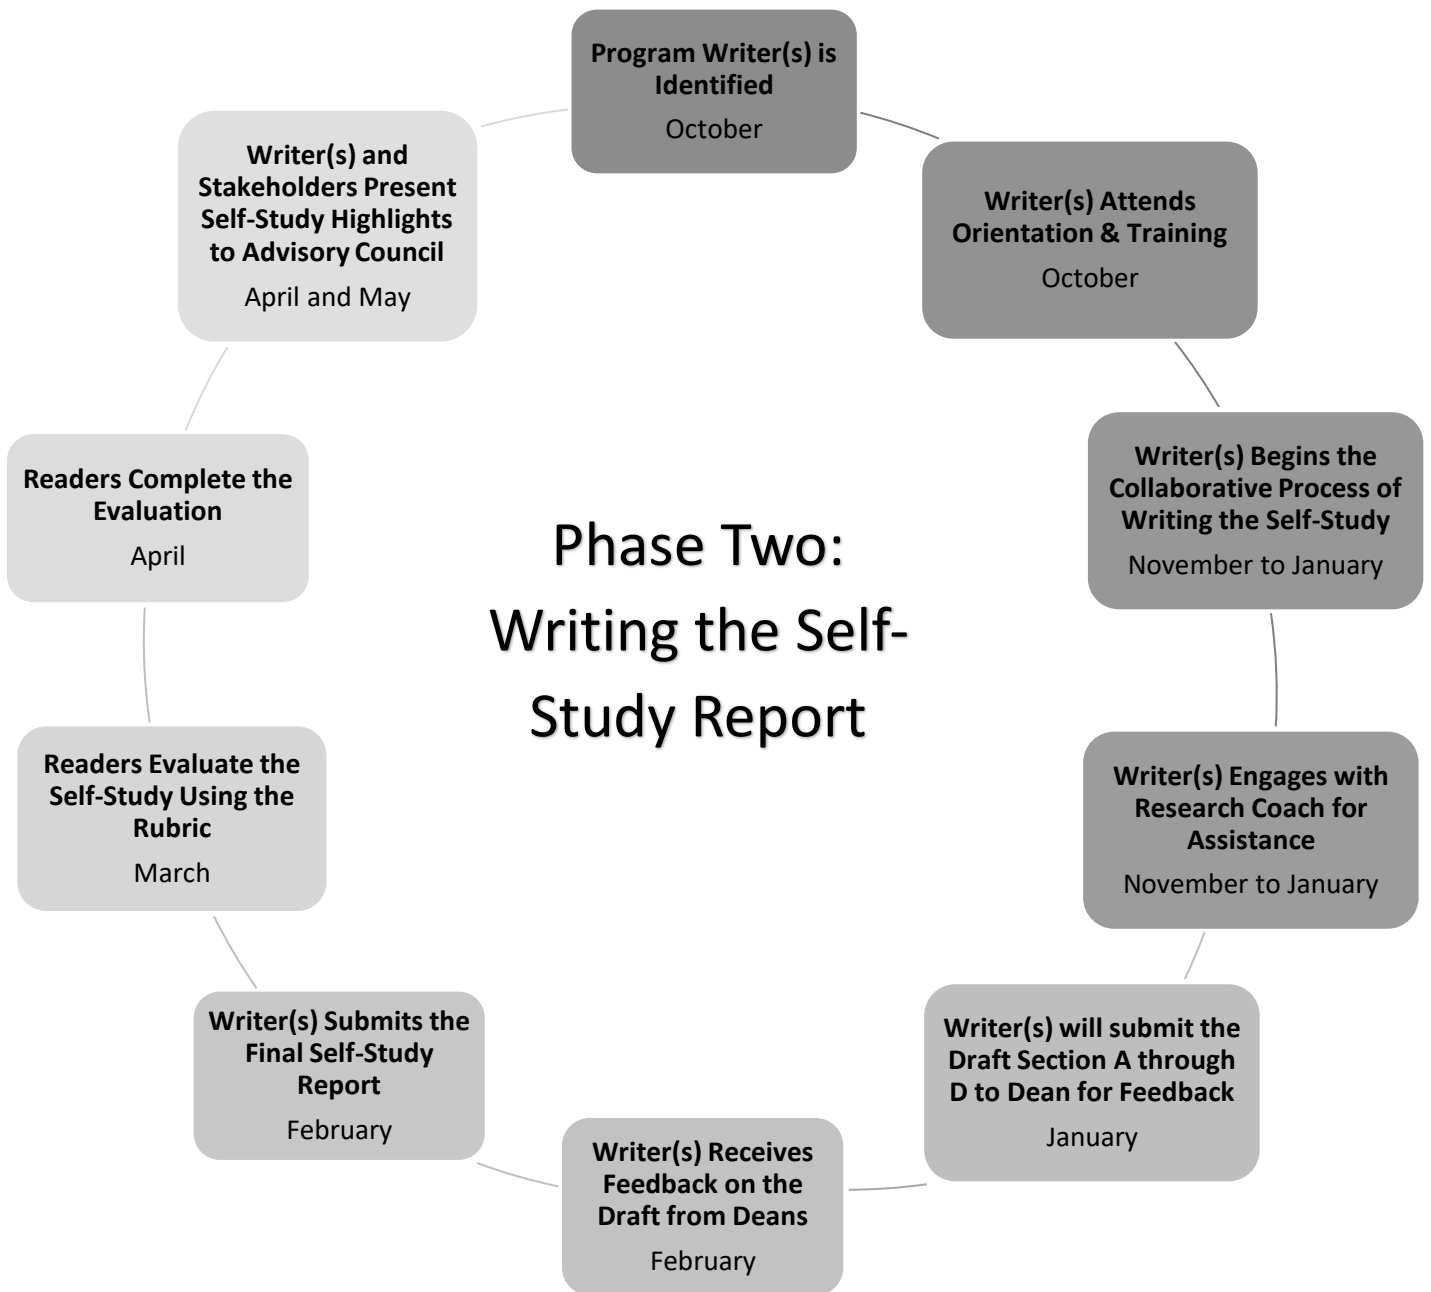 Program Writer(s) is
Identified
October
Writer(s) Attends
Orientation & Training
October
Writer(s) Begins the
Collaborative Process of
Writing the Self-Study
November to January
Writer(s) Engages with
Research Coach for
Assistance
November to January
Writer(s) will submit the
Draft Section A through
D to Dean for Feedback
January
Writer(s) Receives
Feedback on the
Draft from Deans
February
Writer(s) Submits the
Final Self-Study
Report
February
Readers Evaluate the
Self-Study Using the
Rubric
March
Readers Complete the
Evaluation
April
Writer(s) and
Stakeholders Present
Self-Study Highlights
to Advisory Council
April and May
Phase Two:
Writing the Self-
Study Report